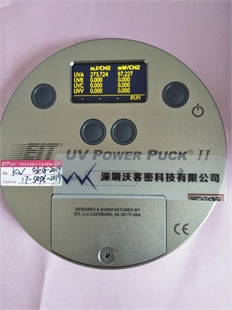 mJ/CM2 mW/CM2
UVA 273.724 87.227
UVB 0.000 0.000
UVC 0.000 0.000
UVV 0.000 0.000
RUN
EIT UV POWER PUCK® II
深圳沃客密科技有限公司
KW
DESIGNED & MANUFACTURED BY
EIT, LLC, LEESBURG, VA 20175 USA